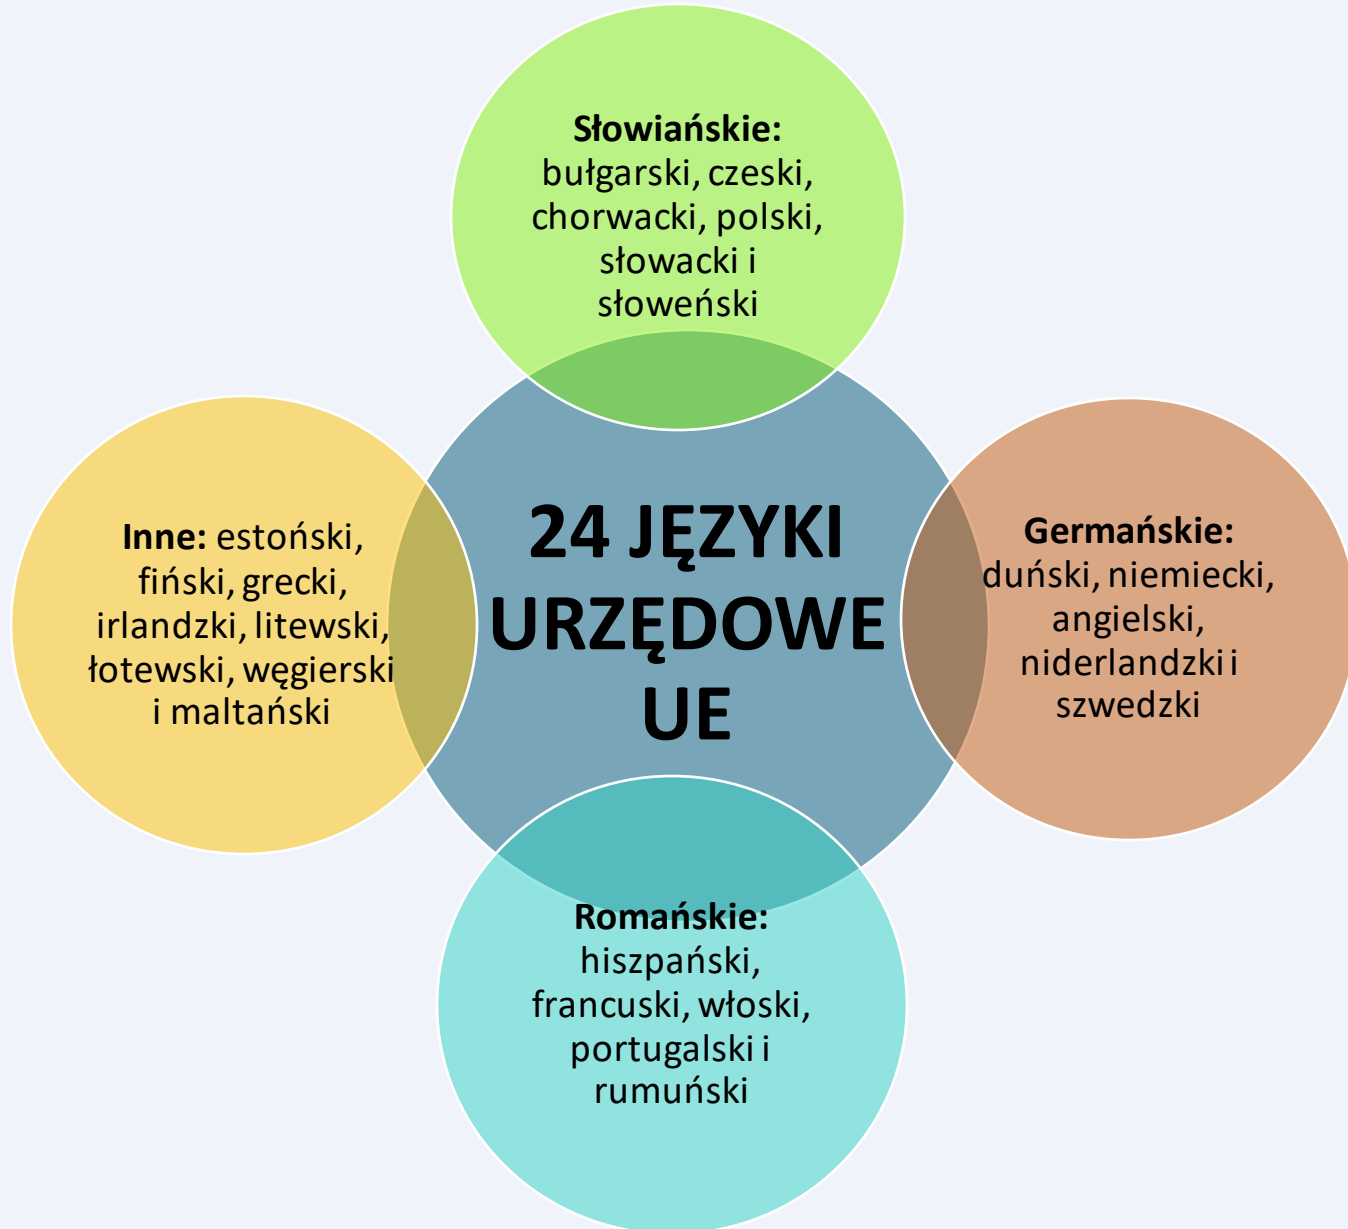 Słowiańskie:
bułgarski, czeski,
chorwacki, polski,
słowacki i
słoweński
Inne: estoński,
fiński, grecki,
irlandzki, litewski,
łotewski, węgierski
i maltański
24 JĘZYKI
URZĘDOWE
UE
Germańskie:
duński, niemiecki,
angielski,
niderlandzki i
szwedzki
Romańskie:
hiszpański,
francuski, włoski,
portugalski i
rumuński